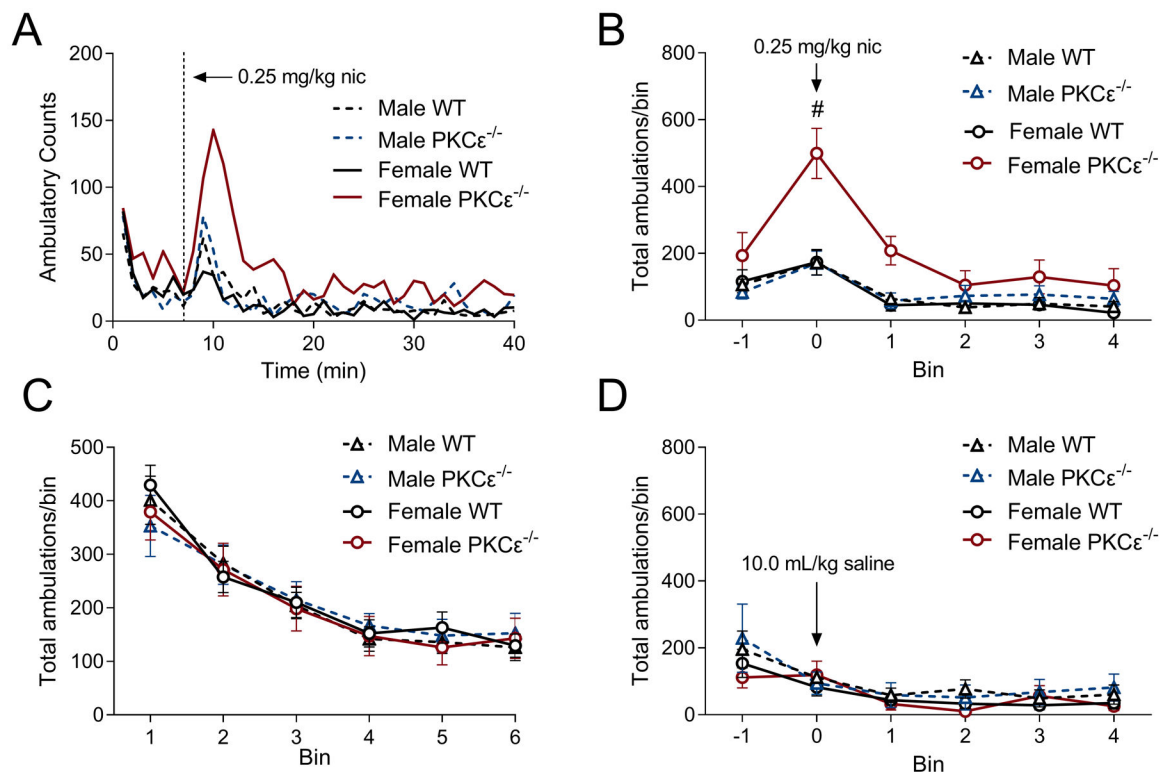 A
200
150
100
50
0
Ambulatory Counts
0.25 mg/kg nic
Male WT
Male PKCε-/-
Female WT
Female PKCε-/-
0 10 20 30 40
Time (min)
B
800
600
400
200
0
Total ambulations/bin
0.25 mg/kg nic
#
Male WT
Male PKCε-/-
Female WT
Female PKCε-/-
-1 0 1 2 3 4
Bin
C
500
400
300
200
100
0
Total ambulations/bin
Male WT
Male PKCε-/-
Female WT
Female PKCε-/-
1 2 3 4 5 6
Bin
D
800
600
400
200
0
Total ambulations/bin
10.0 mL/kg saline
Male WT
Male PKCε-/-
Female WT
Female PKCε-/-
-1 0 1 2 3 4
Bin